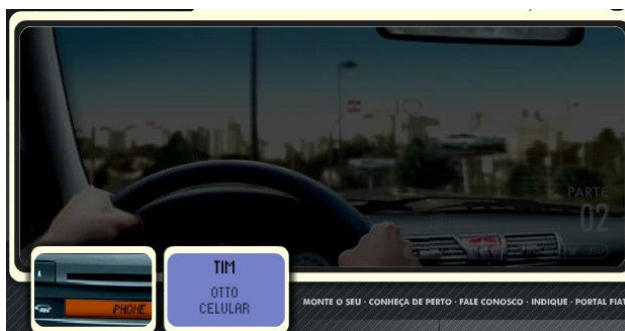 PARTE
02
PHONE
TIM
OTTO
CELULAR
MONTE O SEU · CONHEÇA DE PERTO · FALE CONOSCO · INDIQUE · PORTAL FIAT